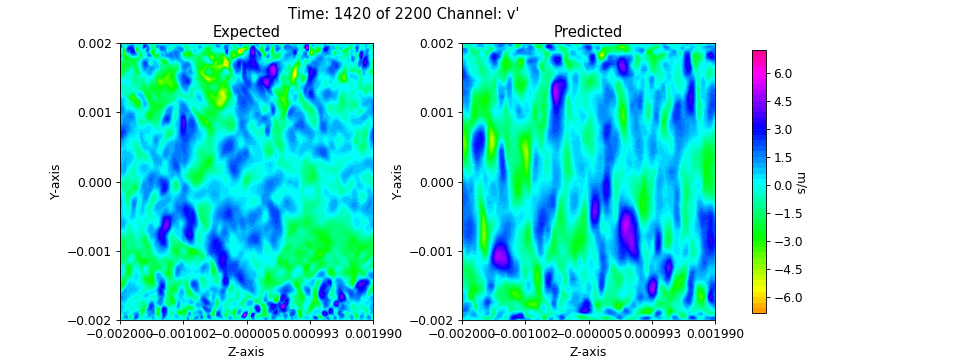 Time: 1420 of 2200 Channel: v'
Expected
Predicted
0.002
0.001
0.000
−0.001
−0.002
−0.002000 −0.001002 −0.000005 0.000993 0.001990
Z-axis
Y-axis
0.002
0.001
0.000
−0.001
−0.002
−0.002000 −0.001002 −0.000005 0.000993 0.001990
Z-axis
Y-axis
6.0
4.5
3.0
1.5
0.0
−1.5
−3.0
−4.5
−6.0
m/s